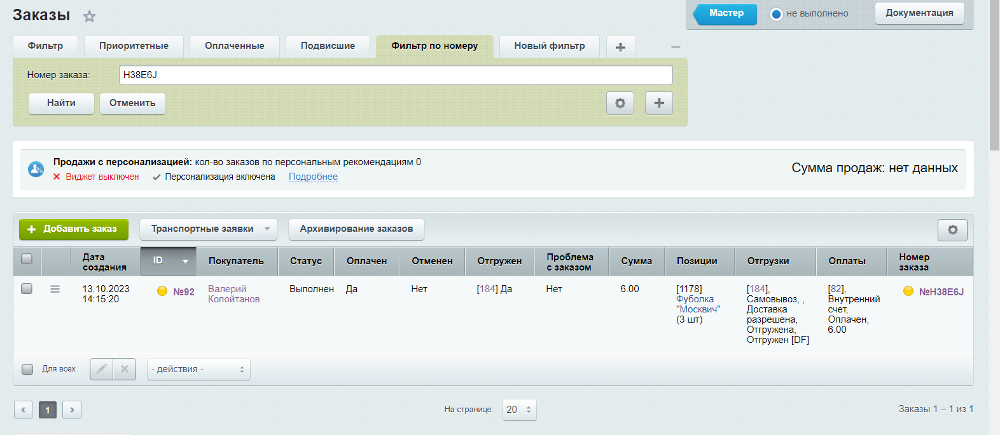 Заказы
Мастер
не выполнено
Документация
Фильтр
Приоритетные
Оплаченные
Подвисшие
Фильтр по номеру
Новый фильтр
Номер заказа:
H38E6J
Найти
Отменить
Продажи с персонализацией: кол-во заказов по персональным рекомендациям 0
Виджет выключен
Персонализация включена
Подробнее
Сумма продаж: нет данных
Добавить заказ
Транспортные заявки
Архивирование заказов
Дата
создания
ID
Покупатель
Статус
Оплачен
Отменен
Отгружен
Проблема
с заказом
Сумма
Позиции
Отгрузки
Оплаты
Номер
заказа
13.10.2023
14:15:20
№92
Валерий
Колойтанов
Выполнен
Да
Нет
[184] Да
Нет
6.00
[1178]
Фуболка
"Москвич"
(3 шт)
[184],
Самовывоз, ,
Доставка
разрешена,
Отгружена,
Отгружен [DF]
[82],
Внутренний
счет,
Оплачен,
6.00
№H38E6J
Для всех
- действия -
1
На странице:
20
Заказы 1 – 1 из 1